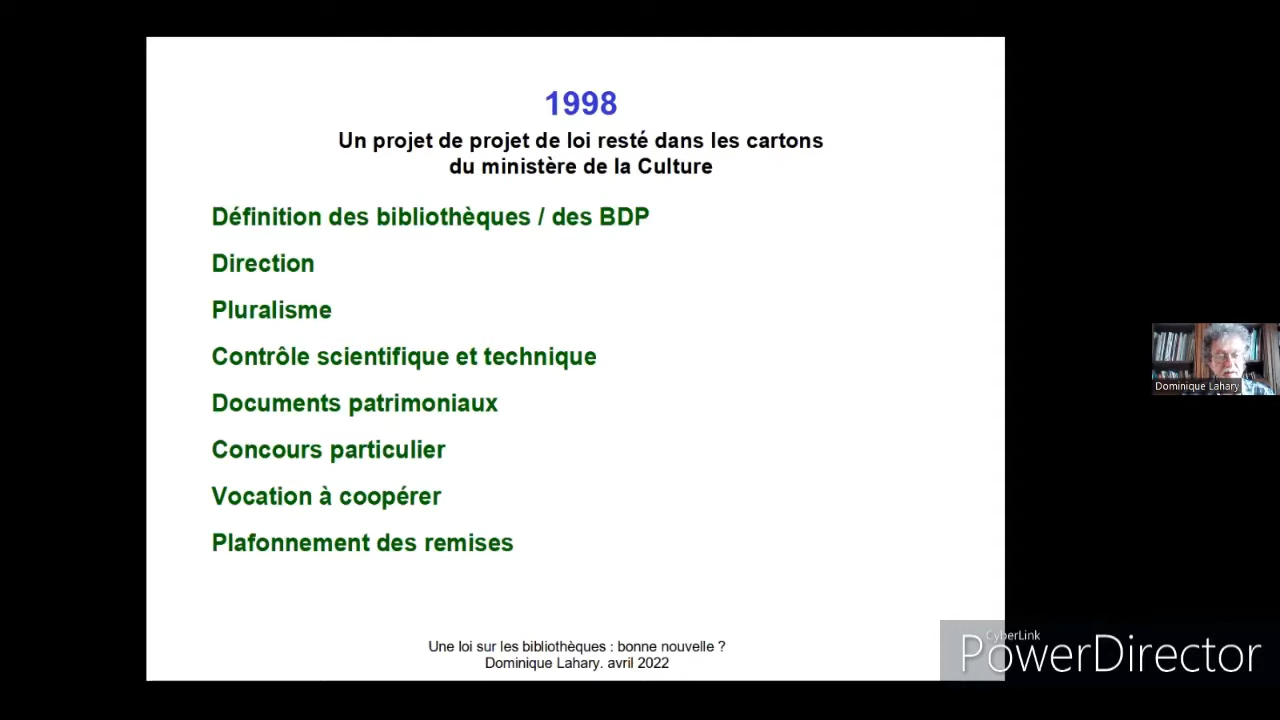 1998
Un projet de projet de loi resté dans les cartons
du ministère de la Culture
Définition des bibliothèques / des BDP
Direction
Pluralisme
Contrôle scientifique et technique
Documents patrimoniaux
Concours particulier
Vocation à coopérer
Plafonnement des remises
Une loi sur les bibliothèques : bonne nouvelle ?
Dominique Lahary. avril 2022
Dominique Lahary
CyberLink
PowerDirector